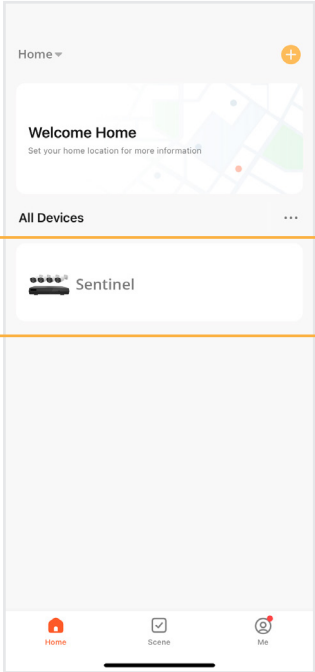 Home
Welcome Home
Set your home location for more information
All Devices
Sentinel
Home
Scene
Me